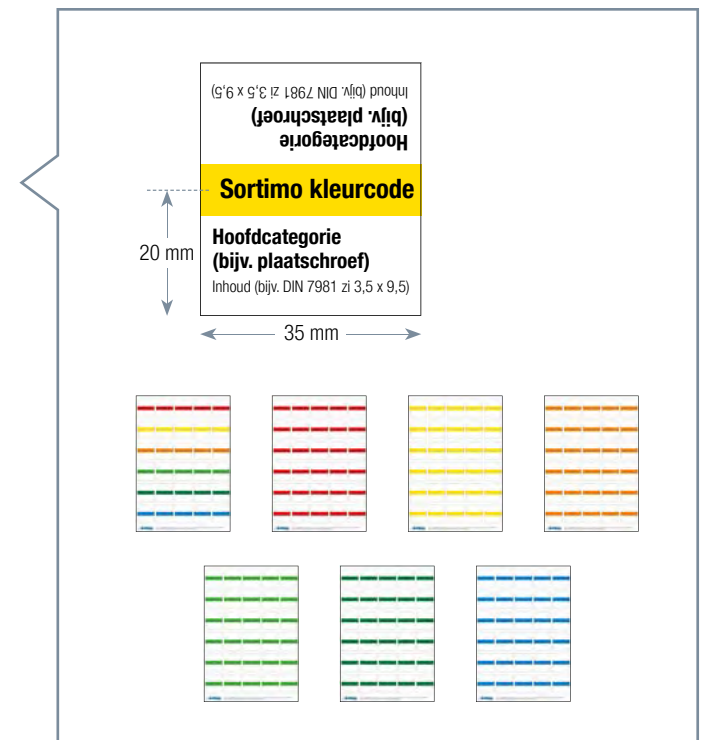 Inhoud (bijv. DIN 7981 zi 3,5 x 9,5)
(bijv. plaatschroef)
Hoofdcategorie
Sortimo kleurcode
Hoofdcategorie
(bijv. plaatschroef)
Inhoud (bijv. DIN 7981 zi 3,5 x 9,5)
20 mm
35 mm